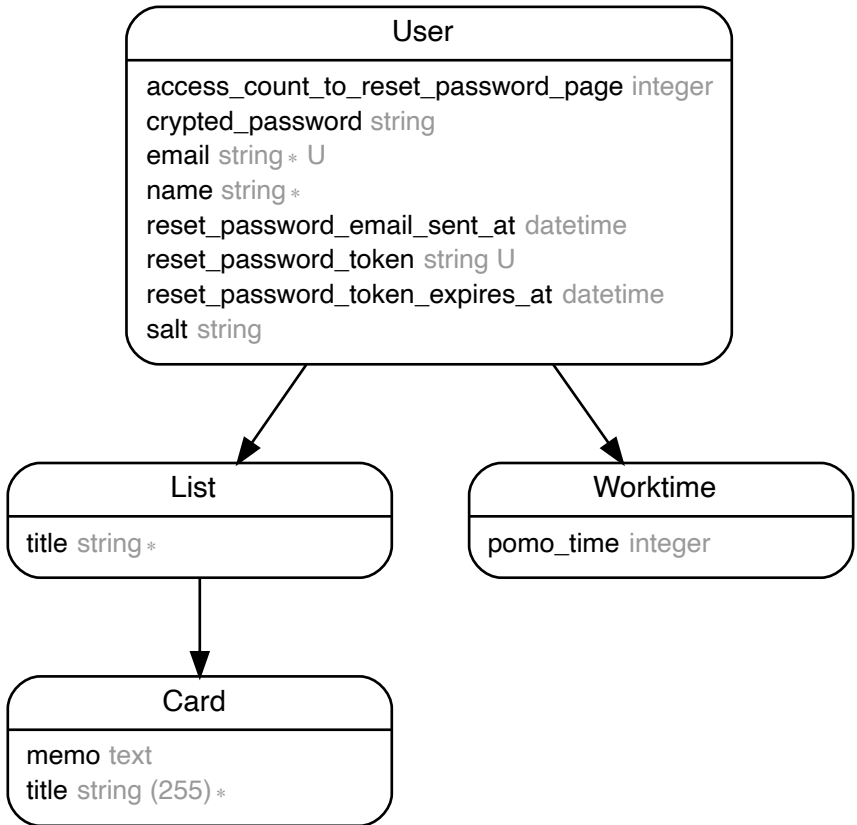 User
access_count_to_reset_password_page integer
crypted_password string
email string∗ U
name string∗
reset_password_email_sent_at datetime
reset_password_token string U
reset_password_token_expires_at datetime
salt string
List
title string∗
Worktime
pomo_time integer
Card
memo text
title string (255)∗